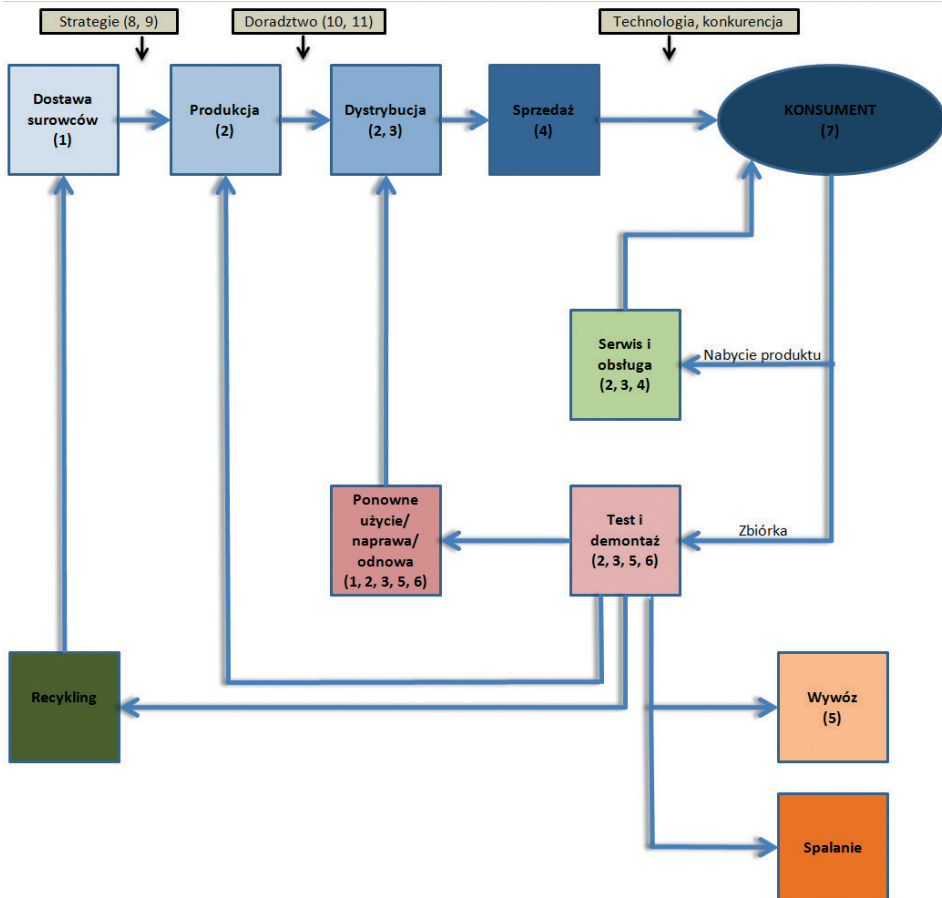 Strategie (8, 9)
Doradztwo (10, 11)
Technologia, konkurencja
Dostawa
surowców
(1)
Produkcja
(2)
Dystrybucja
(2, 3)
Sprzedaż
(4)
KONSUMENT
(7)
Serwis i
obsługa
(2, 3, 4)
Nabycie produktu
Ponowne
użycie/
naprawa/
odnowa
(1, 2, 3, 5, 6)
Test i
demontaż
(2, 3, 5, 6)
Zbiórka
Recykling
Wywóz
(5)
Spalanie